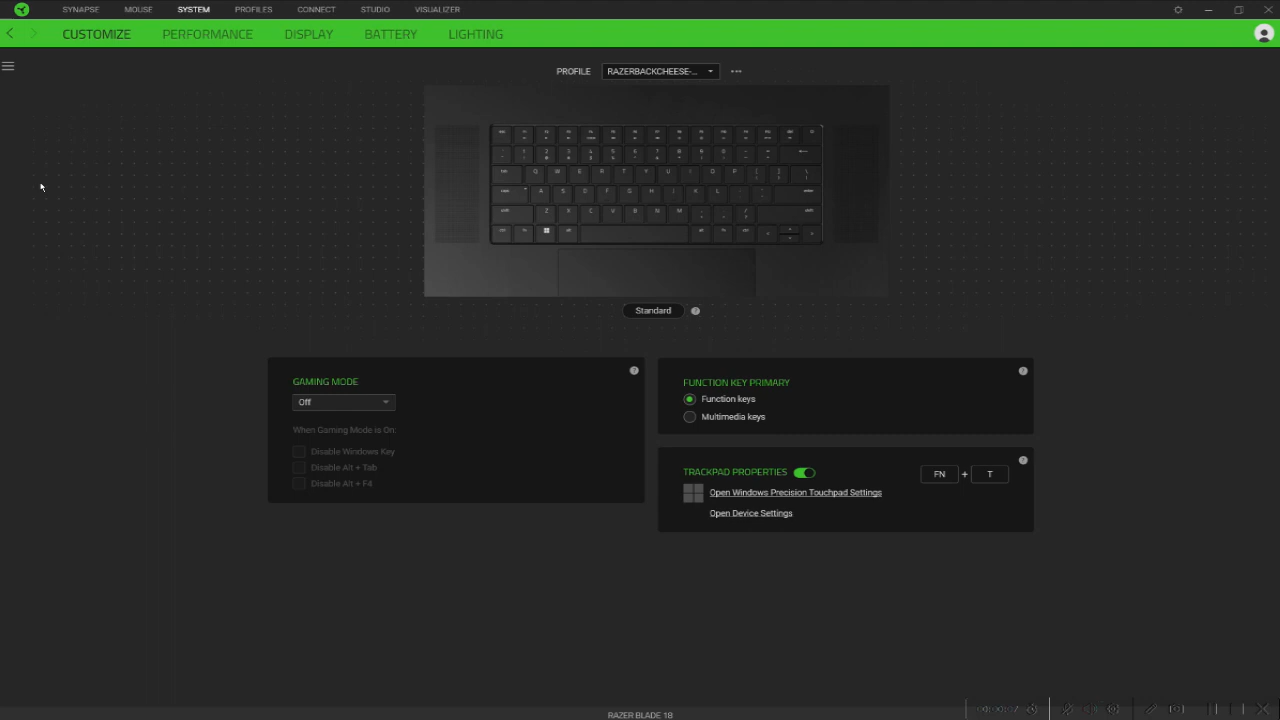 SYNAPSE MOUSE SYSTEM PROFILES CONNECT STUDIO VISUALIZER
CUSTOMIZE PERFORMANCE DISPLAY BATTERY LIGHTING
PROFILE RAZERBACKCHEESE-...
Q W E R T Y U I O P
A S D F G H J K L
Z X C V B N M
Standard
GAMING MODE
Off
When Gaming Mode is On:
Disable Windows Key
Disable Alt + Tab
Disable Alt + F4
FUNCTION KEY PRIMARY
Function keys
Multimedia keys
TRACKPAD PROPERTIES FN + T
Open Windows Precision Touchpad Settings
Open Device Settings
RAZER BLADE 18